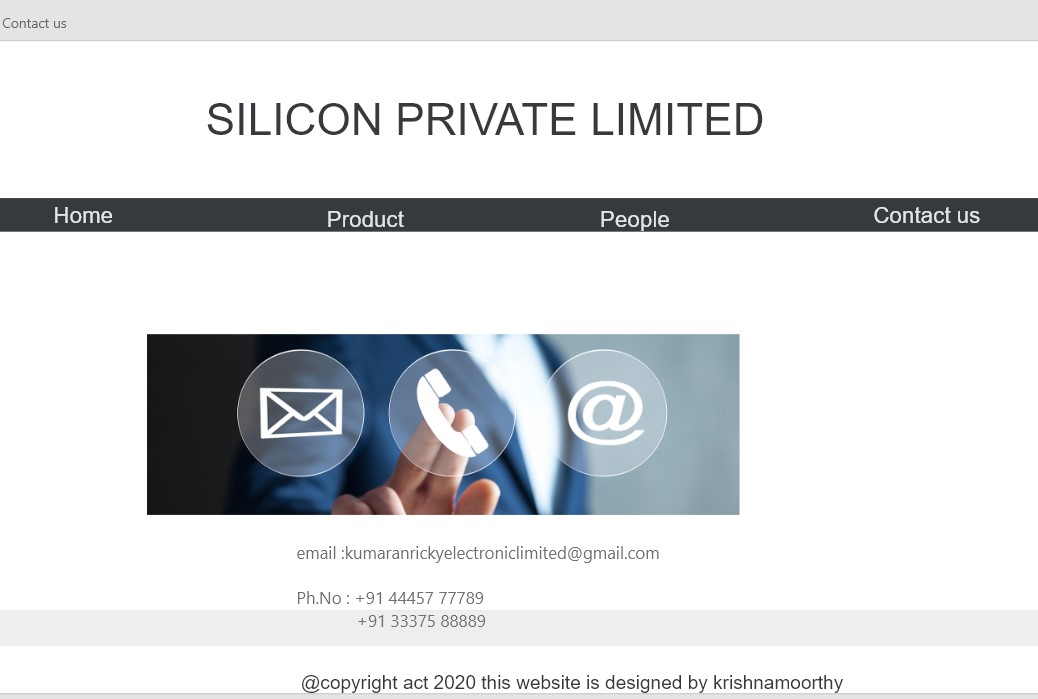 Contact us
SILICON PRIVATE LIMITED
Home Product People Contact us
@
email :kumaranrickyelectroniclimited@gmail.com
Ph.No : +91 44457 77789
+91 33375 88889
@copyright act 2020 this website is designed by krishnamoorthy